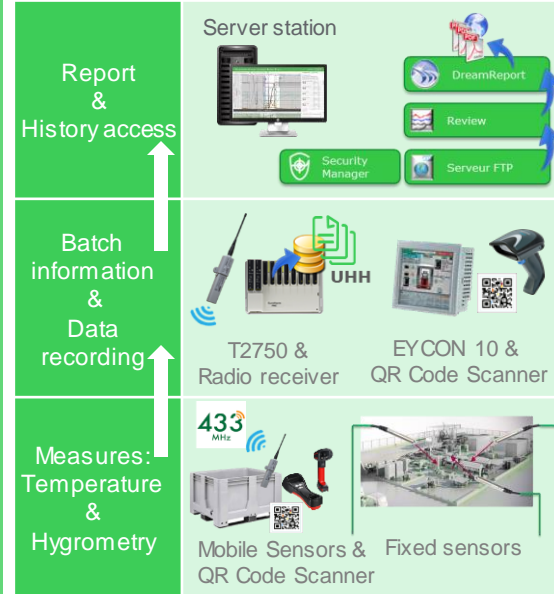 Report
&
History access
Server station
PDF
DreamReport
Review
Security
Manager
Serveur FTP
Batch
information
&
Data
recording
UHH
T2750 &
Radio receiver
EYCON 10 &
QR Code Scanner
Measures:
Temperature
&
Hygrometry
433
MHz
Mobile Sensors &
QR Code Scanner
Fixed sensors